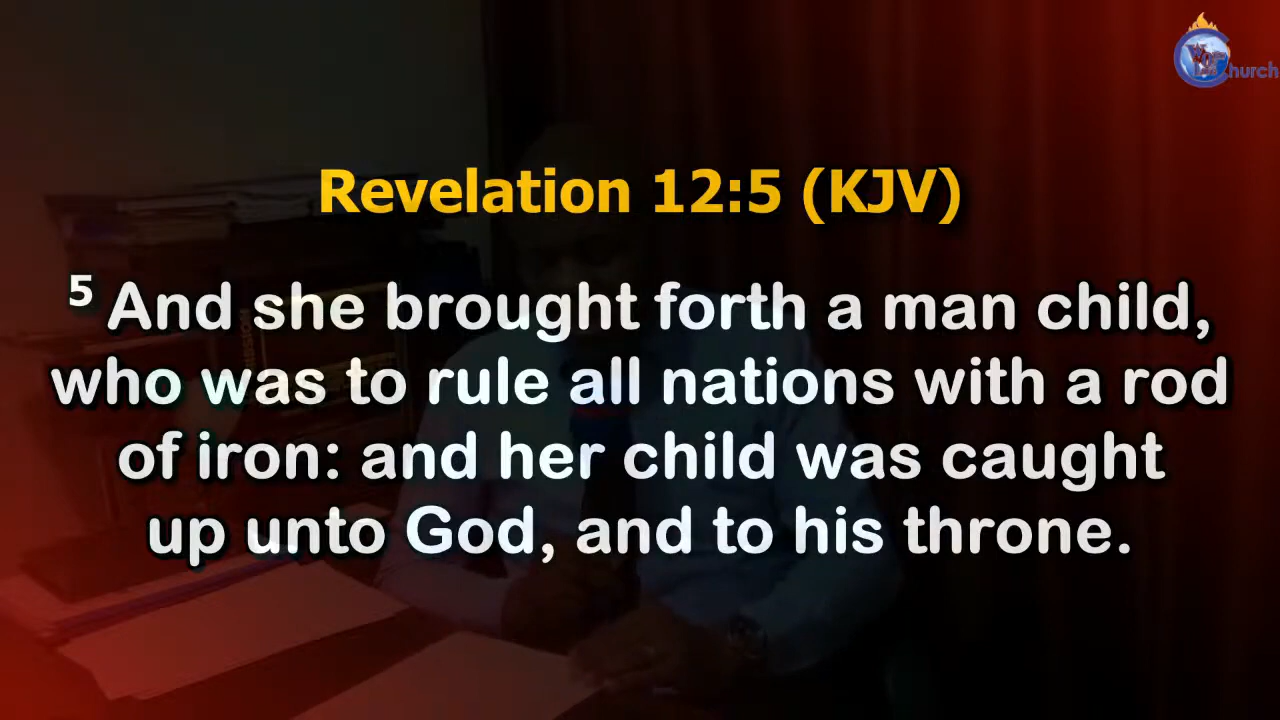 Revelation 12:5 (KJV)
5 And she brought forth a man child,
who was to rule all nations with a rod
of iron: and her child was caught
up unto God, and to his throne.